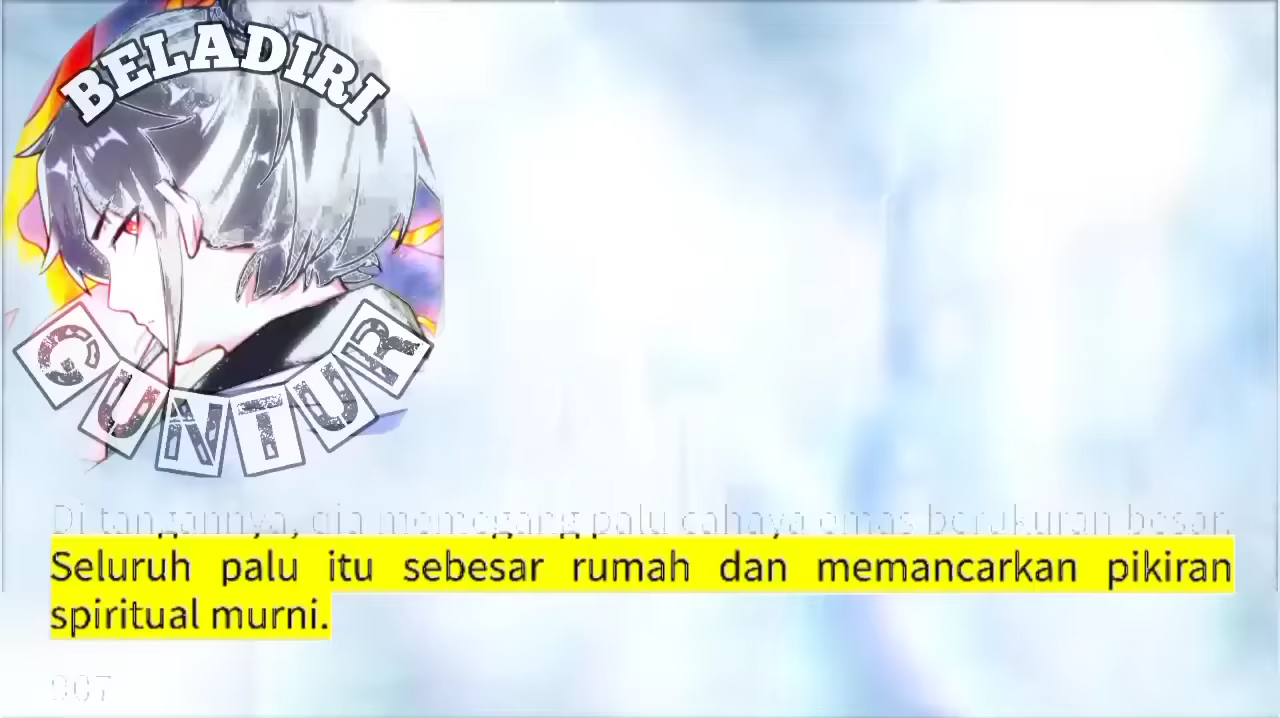 BELADIRI
GUNTUR
Di tangannya, dia memegang palu cahaya emas berukuran besar.
Seluruh palu itu sebesar rumah dan memancarkan pikiran
spiritual murni.
907